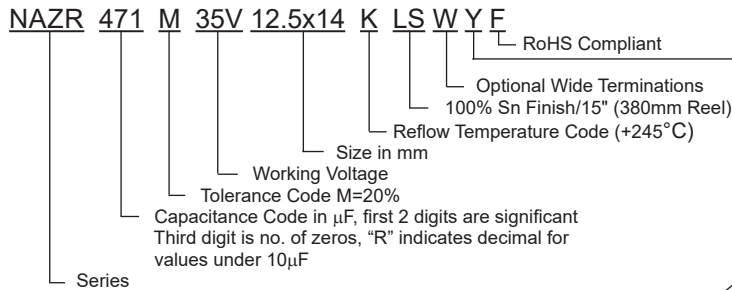 NAZR 471 M 35V 12.5x14 K LS W Y F
RoHS Compliant
Optional Wide Terminations
100% Sn Finish/15" (380mm Reel)
Reflow Temperature Code (+245°C)
Size in mm
Working Voltage
Tolerance Code M=20%
Capacitance Code in μF, first 2 digits are significant
Third digit is no. of zeros, “R” indicates decimal for
values under 10μF
Series